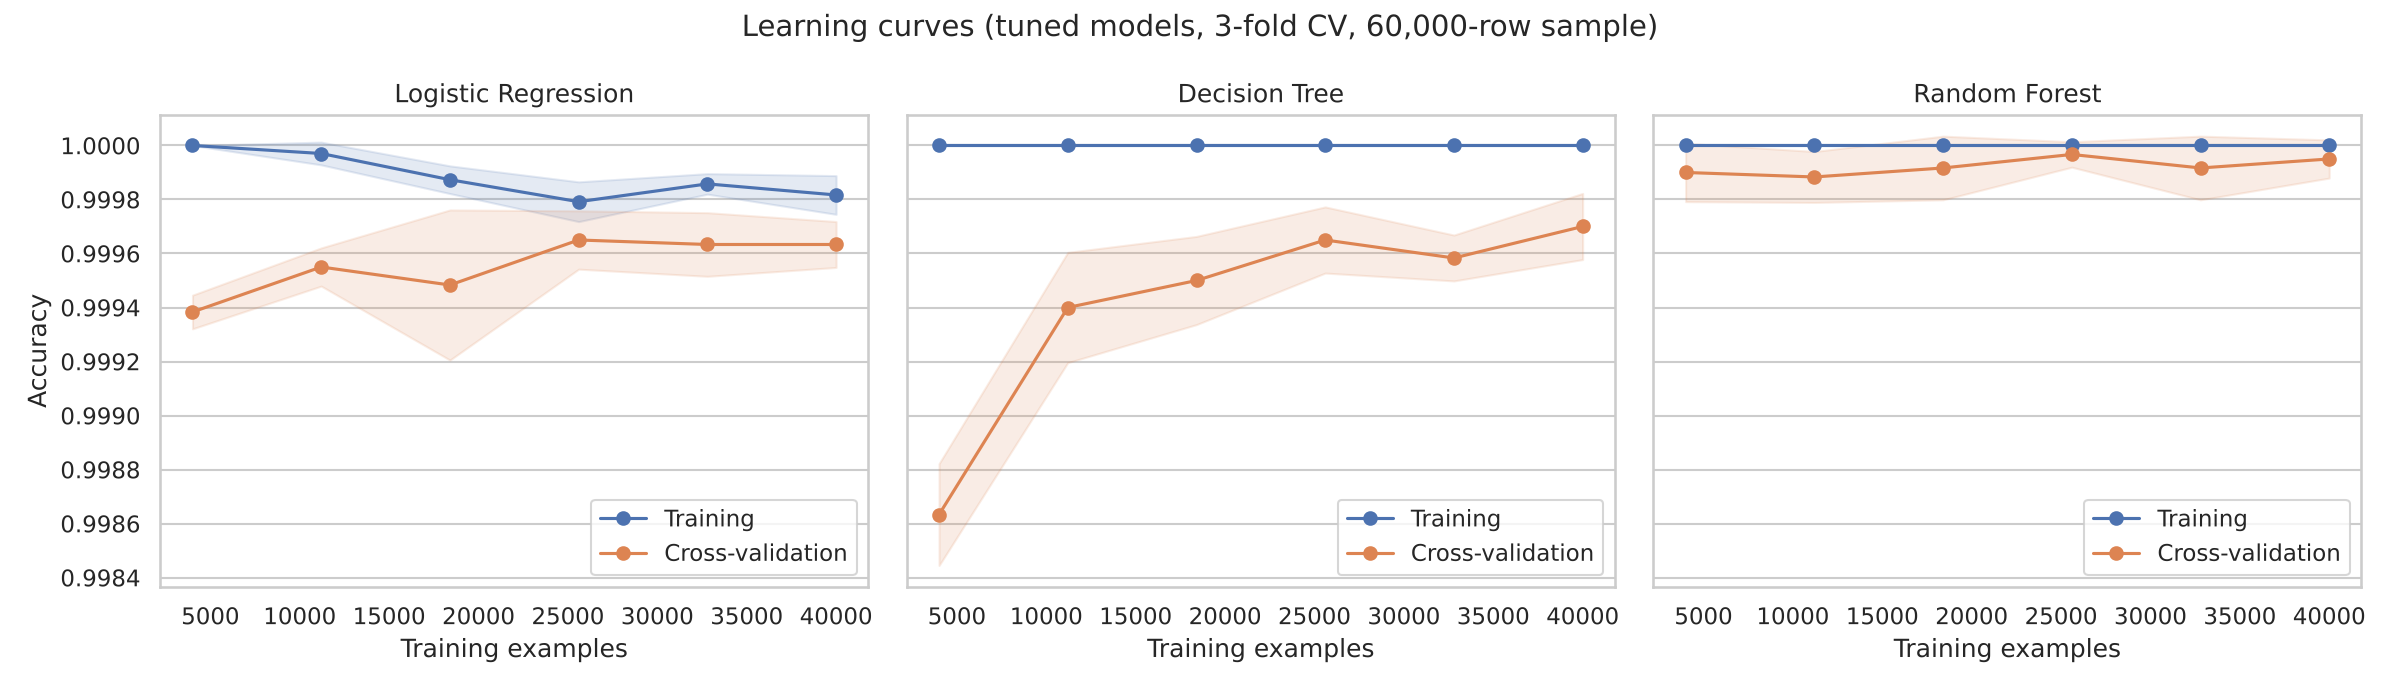 Learning curves (tuned models, 3-fold CV, 60,000-row sample)
Logistic Regression
Decision Tree
Random Forest
Accuracy
1.0000
0.9998
0.9996
0.9994
0.9992
0.9990
0.9988
0.9986
0.9984
Training
Cross-validation
Training
Cross-validation
Training
Cross-validation
5000 10000 15000 20000 25000 30000 35000 40000
5000 10000 15000 20000 25000 30000 35000 40000
5000 10000 15000 20000 25000 30000 35000 40000
Training examples
Training examples
Training examples